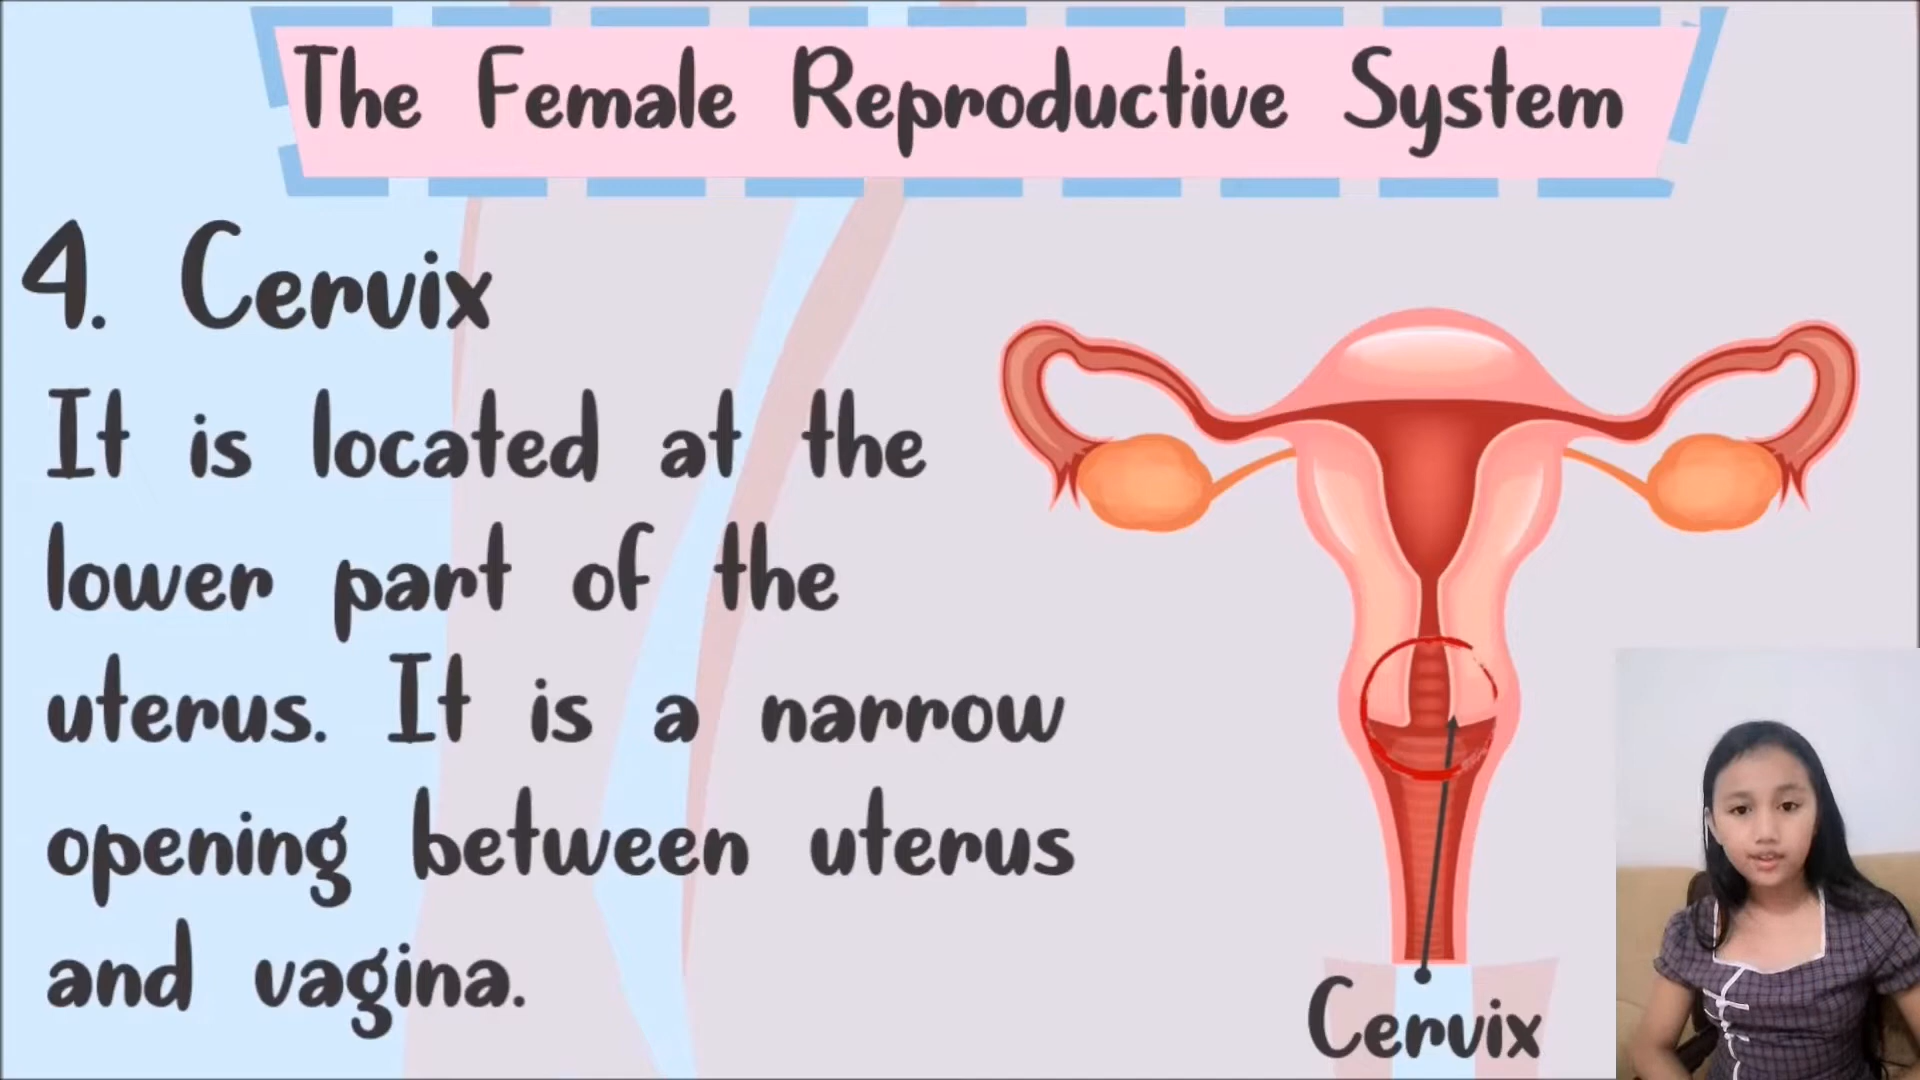 The Female Reproductive System
4. Cervix
It is located at the
lower part of the
uterus. It is a narrow
opening between uterus
and vagina.
Cervix